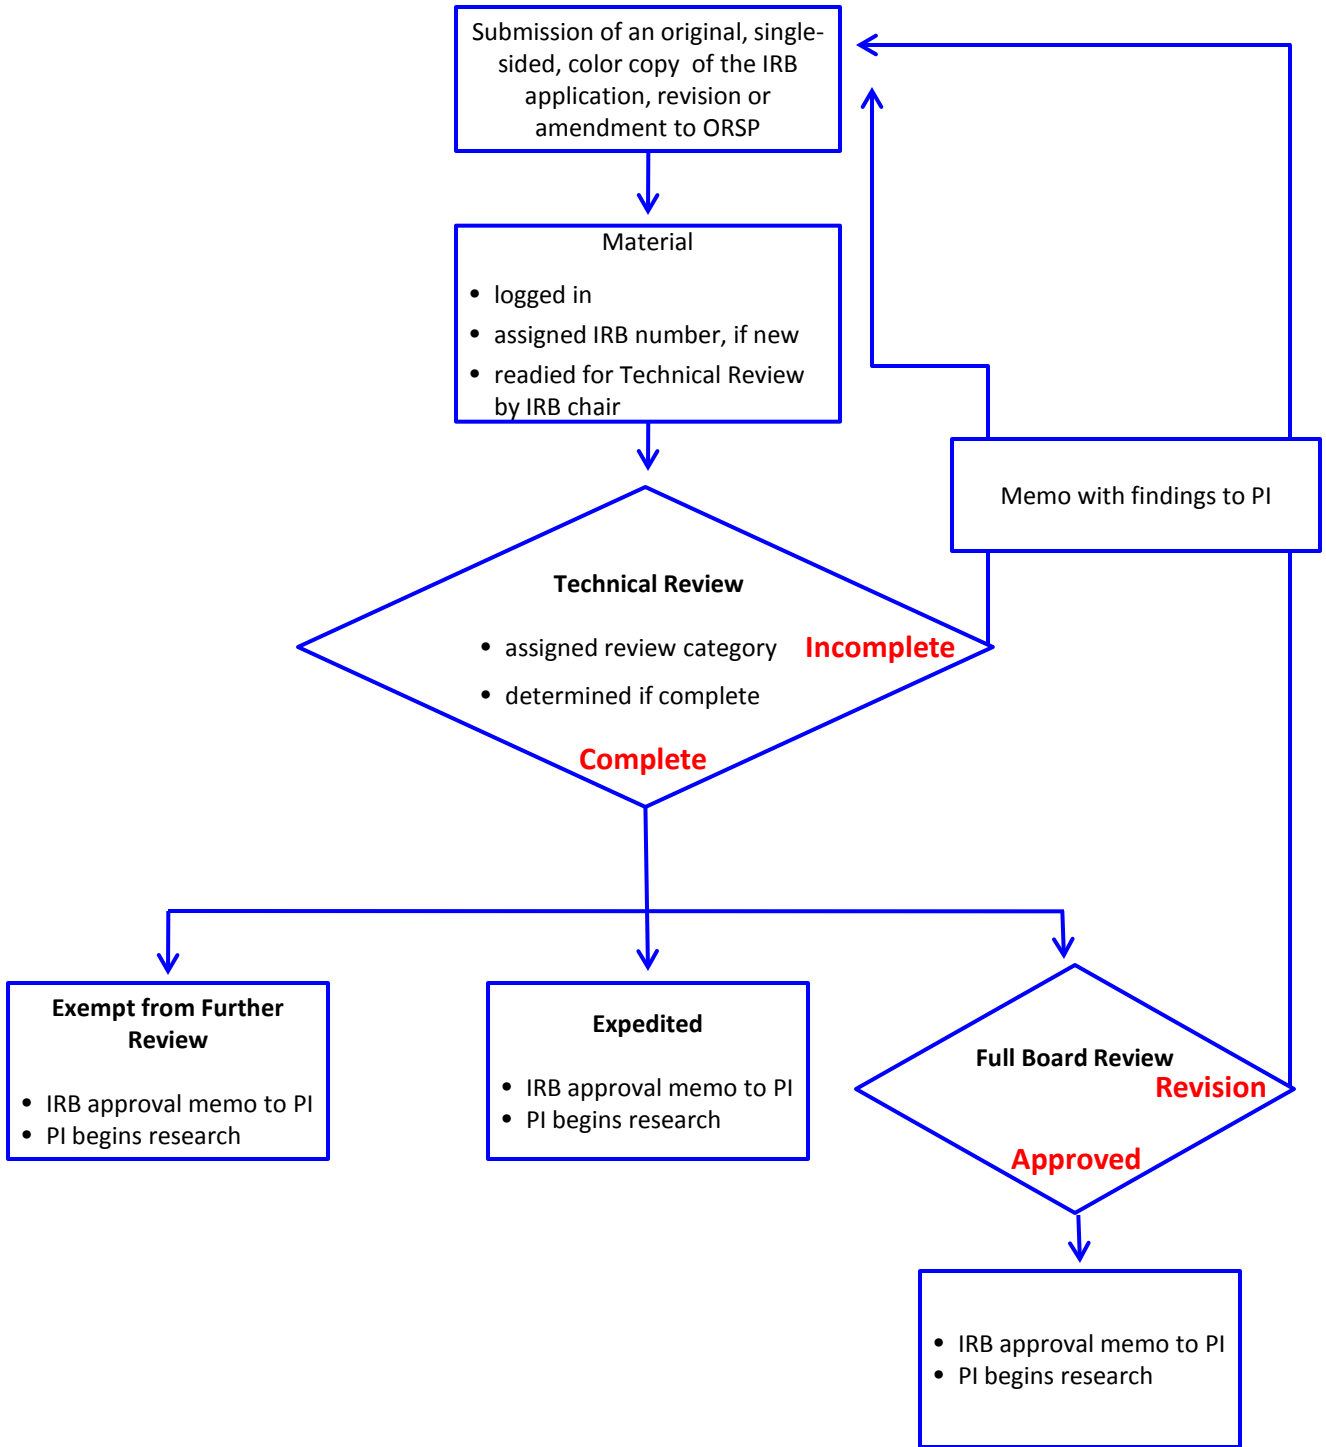 Submission of an original, single-
sided, color copy of the IRB
application, revision or
amendment to ORSP
Material
• logged in
• assigned IRB number, if new
• readied for Technical Review
by IRB chair
Memo with findings to PI
Technical Review
• assigned review category
Incomplete
• determined if complete
Complete
Exempt from Further
Review
• IRB approval memo to PI
• PI begins research
Expedited
• IRB approval memo to PI
• PI begins research
Full Board Review
Revision
Approved
• IRB approval memo to PI
• PI begins research